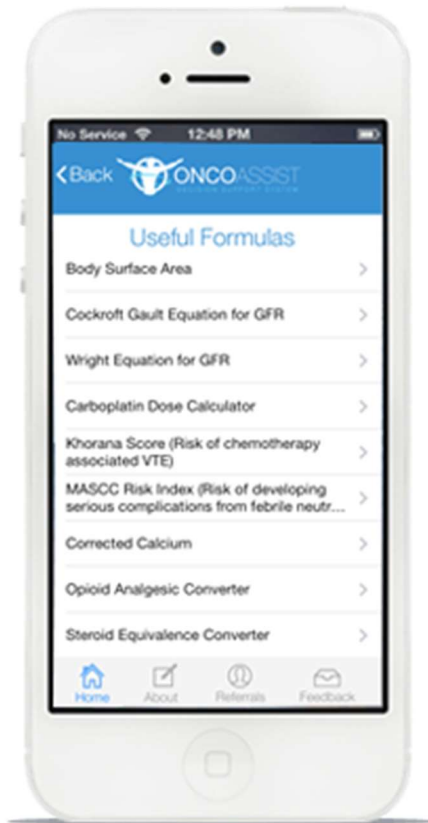 No Service 12:48 PM
Back ONCOASSIST
DECISION SUPPORT SYSTEM
Useful Formulas
Body Surface Area
Cockroft Gault Equation for GFR
Wright Equation for GFR
Carboplatin Dose Calculator
Khorana Score (Risk of chemotherapy
associated VTE)
MASCC Risk Index (Risk of developing
serious complications from febrile neutr....
Corrected Calcium
Opioid Analgesic Converter
Steroid Equivalence Converter
Home About Referrals Feedback